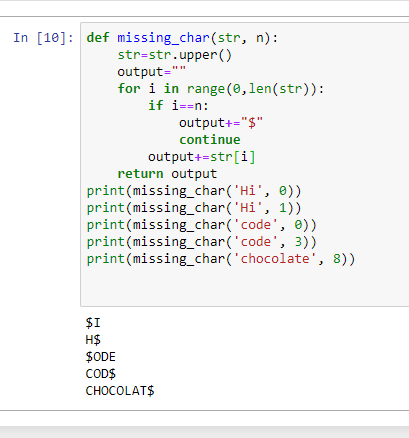 In [10]: def missing_char(str, n):
    str=str.upper()
    output=""
    for i in range(0,len(str)):
        if i==n:
            output+="$"
            continue
        output+=str[i]
    return output
print(missing_char('Hi', 0))
print(missing_char('Hi', 1))
print(missing_char('code', 0))
print(missing_char('code', 3))
print(missing_char('chocolate', 8))
$I
H$
$ODE
COD$
CHOCOLAT$